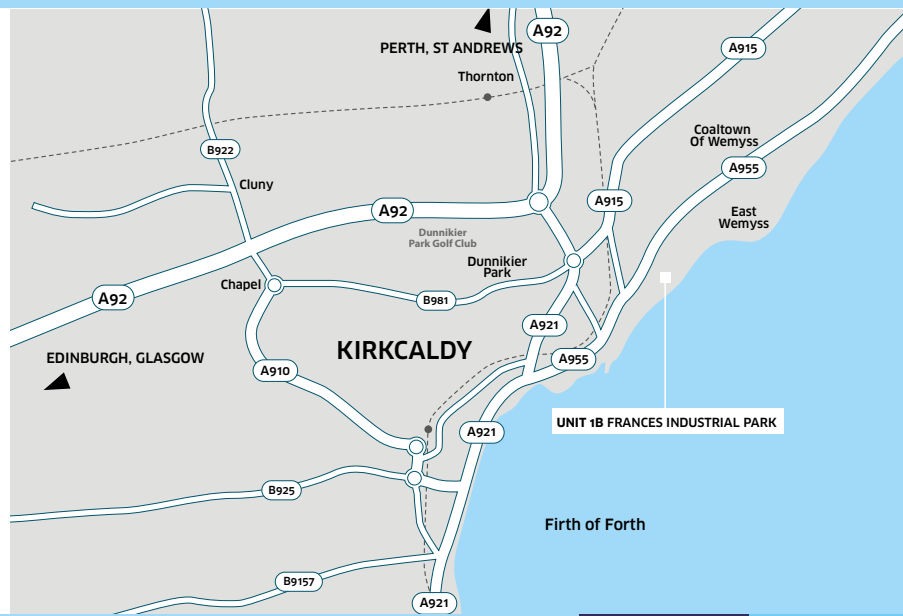 A92
PERTH, ST ANDREWS
A915
Thornton
Coaltown
Of Wemyss
B922
A955
Cluny
A915
A92
East
Wemyss
Dunnikier
Park Golf Club
Dunnikier
Park
Chapel
A92
B981
A921
KIRKCALDY
EDINBURGH, GLASGOW
A955
A910
UNIT 1B FRANCES INDUSTRIAL PARK
A921
B925
Firth of Forth
B9157
A921